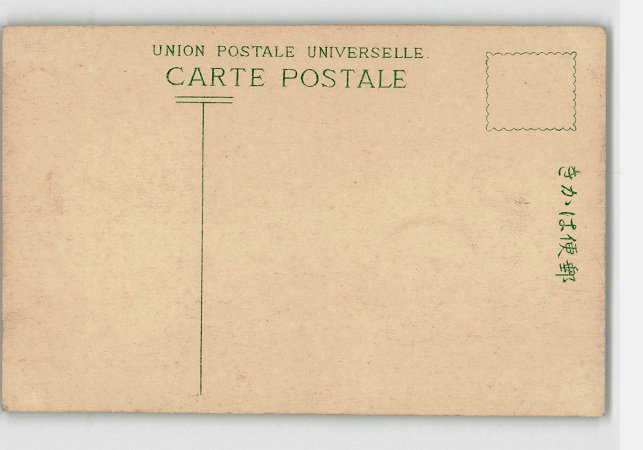 UNION POSTALE UNIVERSELLE.
CARTE POSTALE
郵便はかき